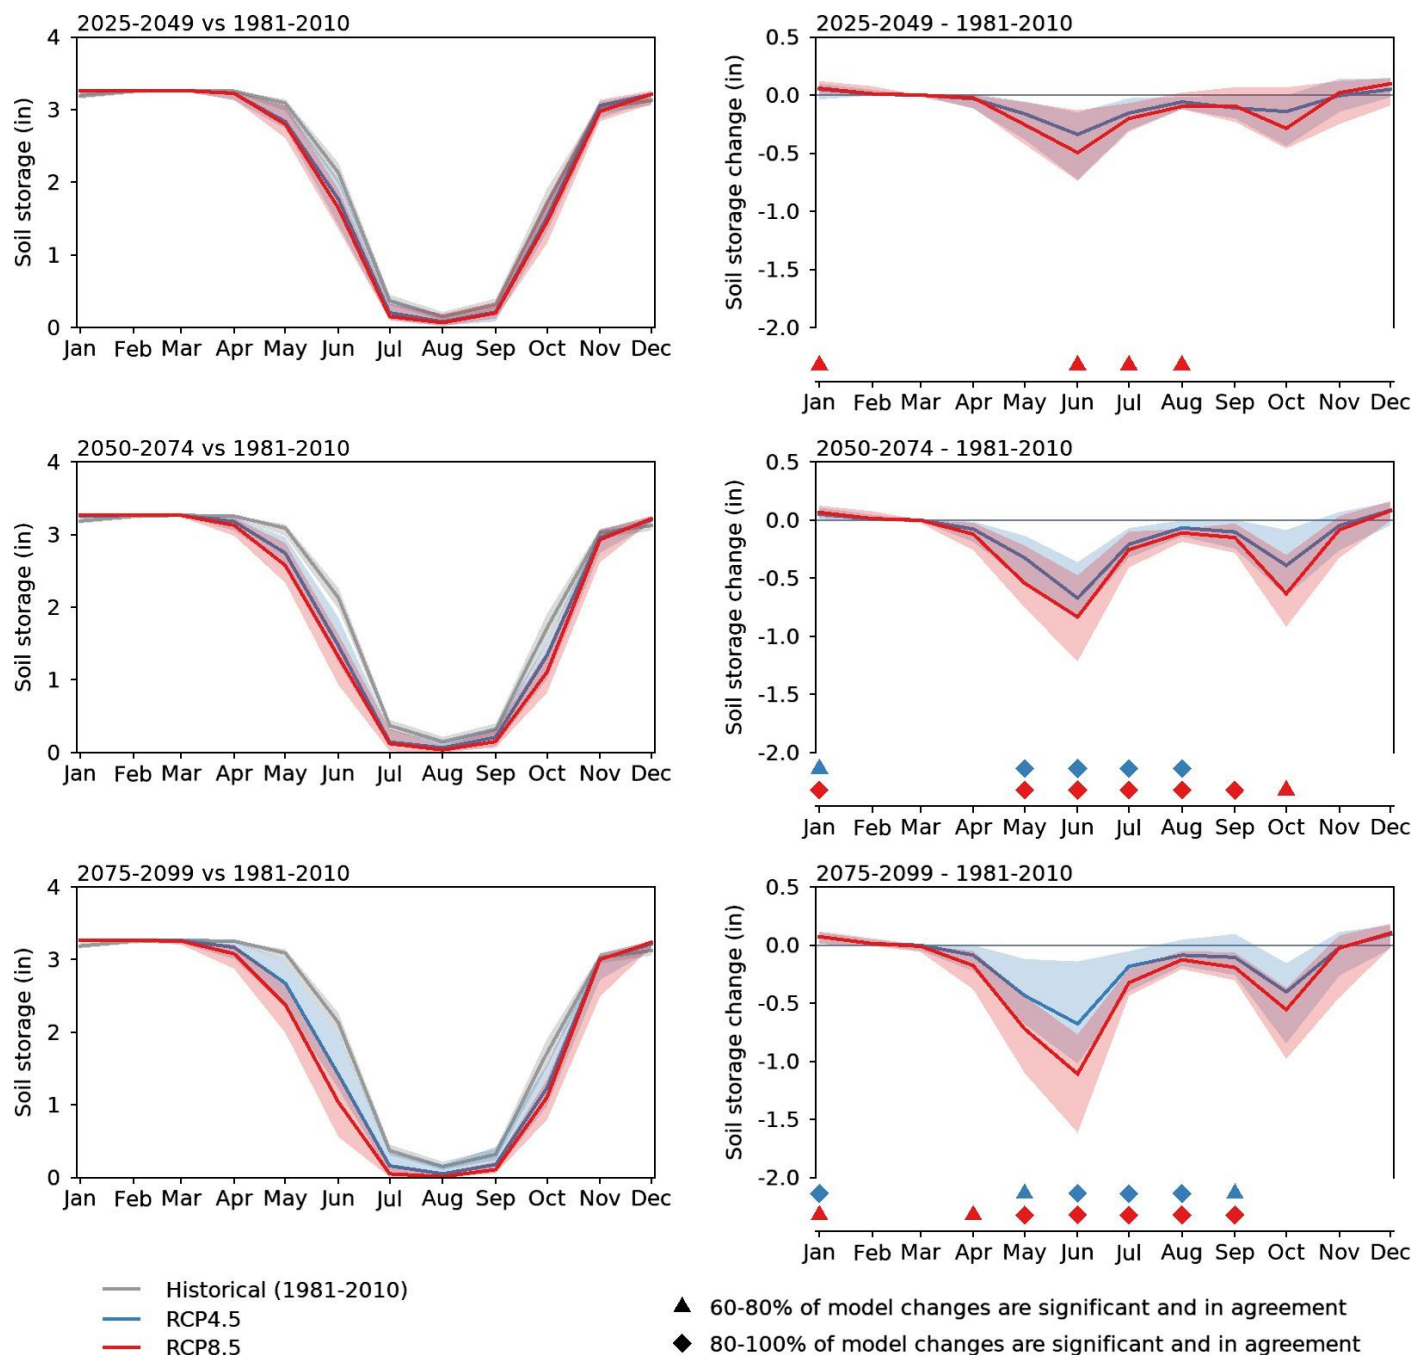 2025-2049 vs 1981-2010
Soil storage (in)
4
3
2
1
0
Jan Feb Mar Apr May Jun Jul Aug Sep Oct Nov Dec
2025-2049 - 1981-2010
Soil storage change (in)
0.5
0.0
-0.5
-1.0
-1.5
-2.0
Jan Feb Mar Apr May Jun Jul Aug Sep Oct Nov Dec
2050-2074 vs 1981-2010
Soil storage (in)
4
3
2
1
0
Jan Feb Mar Apr May Jun Jul Aug Sep Oct Nov Dec
2050-2074 - 1981-2010
Soil storage change (in)
0.5
0.0
-0.5
-1.0
-1.5
-2.0
Jan Feb Mar Apr May Jun Jul Aug Sep Oct Nov Dec
2075-2099 vs 1981-2010
Soil storage (in)
4
3
2
1
0
Jan Feb Mar Apr May Jun Jul Aug Sep Oct Nov Dec
2075-2099 - 1981-2010
Soil storage change (in)
0.5
0.0
-0.5
-1.0
-1.5
-2.0
Jan Feb Mar Apr May Jun Jul Aug Sep Oct Nov Dec
Historical (1981-2010)
RCP4.5
RCP8.5
60-80% of model changes are significant and in agreement
80-100% of model changes are significant and in agreement